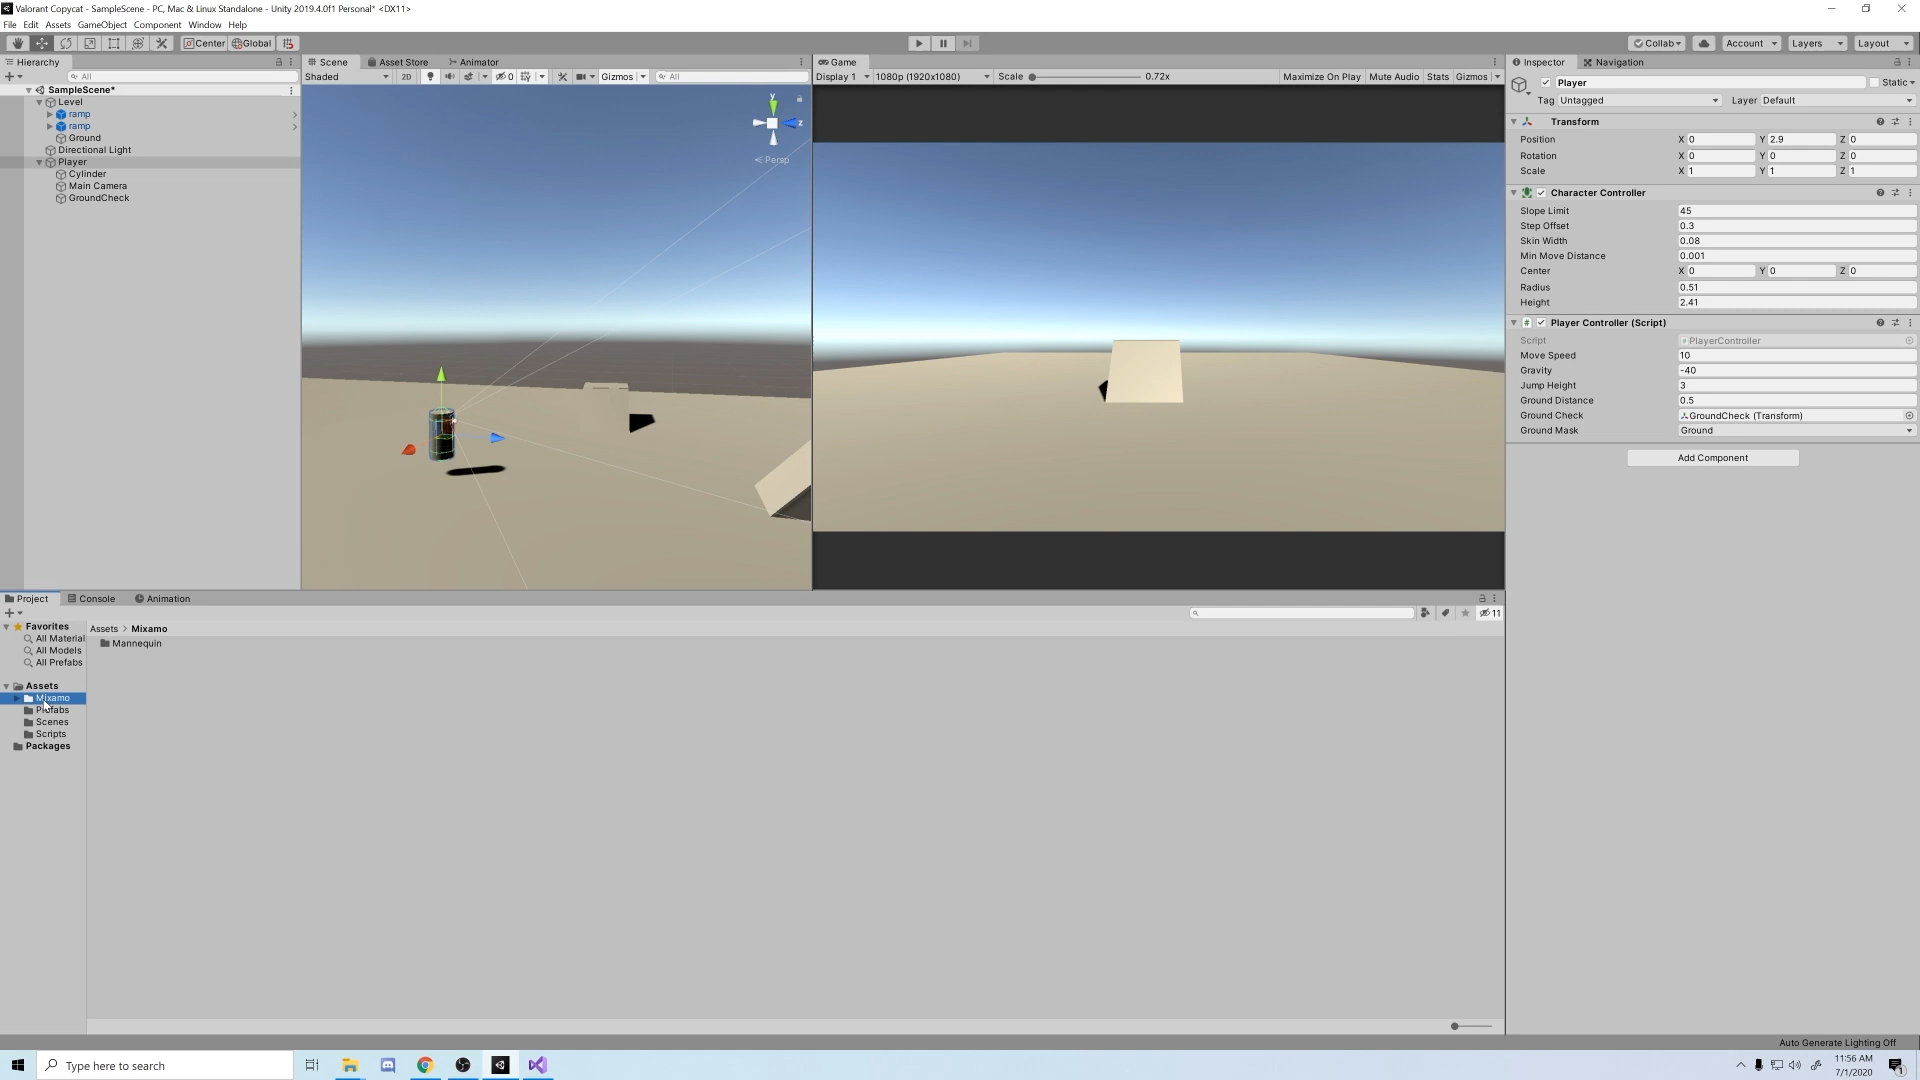 Valorant Copycat - SampleScene - PC, Mac & Linux Standalone - Unity 2019.4.0f1 Personal* <DX11>
File Edit Assets GameObject Component Window Help
Center Global Collab Account Layers Layout
Hierarchy
All
SampleScene*
Level
ramp
ramp
Ground
Directional Light
Player
Cylinder
Main Camera
GroundCheck
Scene Asset Store Animator
Shaded 2D 0 Gizmos All
y
z
Persp
Game
Display 1 1080p (1920x1080) Scale 0.72x Maximize On Play Mute Audio Stats Gizmos
Inspector Navigation
Player Static
Tag Untagged Layer Default
Transform
Position X 0 Y 2.9 Z 0
Rotation X 0 Y 0 Z 0
Scale X 1 Y 1 Z 1
Character Controller
Slope Limit 45
Step Offset 0.3
Skin Width 0.08
Min Move Distance 0.001
Center X 0 Y 0 Z 0
Radius 0.51
Height 2.41
Player Controller (Script)
Script PlayerController
Move Speed 10
Gravity -40
Jump Height 3
Ground Distance 0.5
Ground Check GroundCheck (Transform)
Ground Mask Ground
Add Component
Project Console Animation
11
Favorites
All Material
All Models
All Prefabs
Assets
Mixamo
Prefabs
Scenes
Scripts
Packages
Assets > Mixamo
Mannequin
Auto Generate Lighting Off
Type here to search
11:56 AM
7/1/2020
1